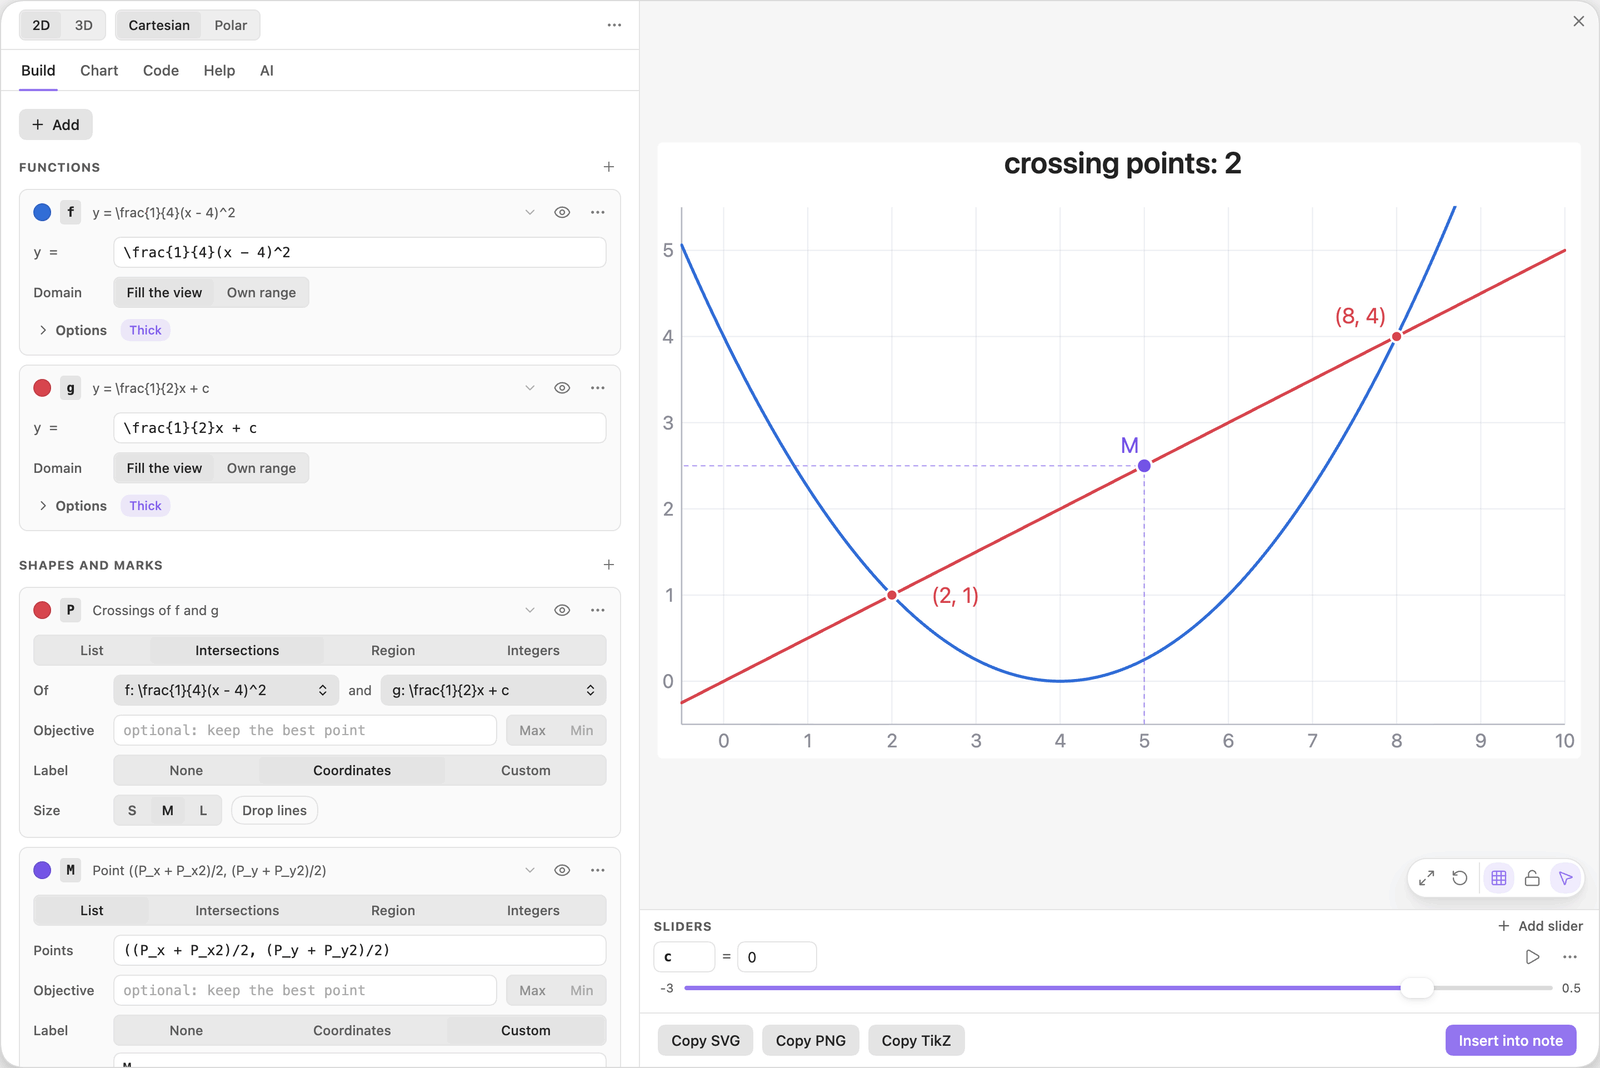 2D 3D Cartesian Polar
Build Chart Code Help AI
+ Add
FUNCTIONS
f y = \frac{1}{4}(x - 4)^2
y = \frac{1}{4}(x − 4)^2
Domain Fill the view Own range
Options Thick
g y = \frac{1}{2}x + c
y = \frac{1}{2}x + c
Domain Fill the view Own range
Options Thick
SHAPES AND MARKS
P Crossings of f and g
List Intersections Region Integers
Of f: \frac{1}{4}(x - 4)^2 and g: \frac{1}{2}x + c
Objective optional: keep the best point Max Min
Label None Coordinates Custom
Size S M L Drop lines
M Point ((P_x + P_x2)/2, (P_y + P_y2)/2)
List Intersections Region Integers
Points ((P_x + P_x2)/2, (P_y + P_y2)/2)
Objective optional: keep the best point Max Min
Label None Coordinates Custom
M
crossing points: 2
5
4
3
2
1
0
(8, 4)
M
(2, 1)
0 1 2 3 4 5 6 7 8 9 10
SLIDERS + Add slider
c = 0
-3 0.5
Copy SVG Copy PNG Copy TikZ Insert into note